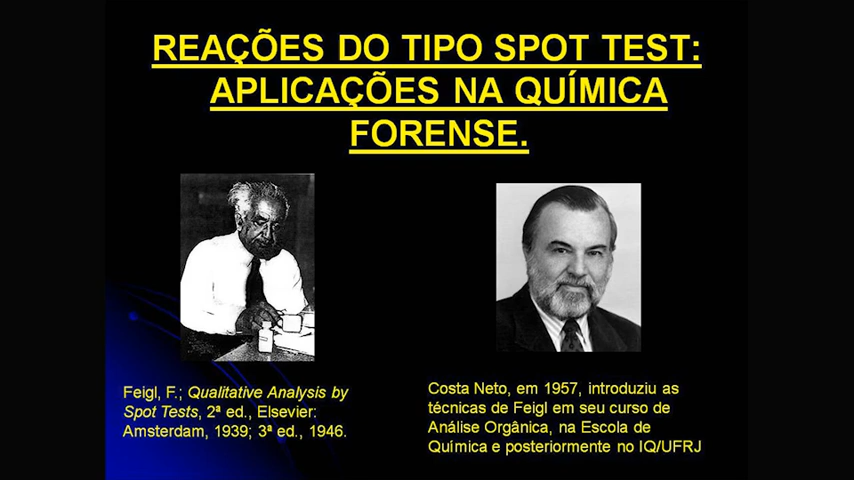 REAÇÕES DO TIPO SPOT TEST:
APLICAÇÕES NA QUÍMICA
FORENSE.
Feigl, F.; Qualitative Analysis by
Spot Tests, 2ª ed., Elsevier:
Amsterdam, 1939; 3ª ed., 1946.
Costa Neto, em 1957, introduziu as
técnicas de Feigl em seu curso de
Análise Orgânica, na Escola de
Química e posteriormente no IQ/UFRJ